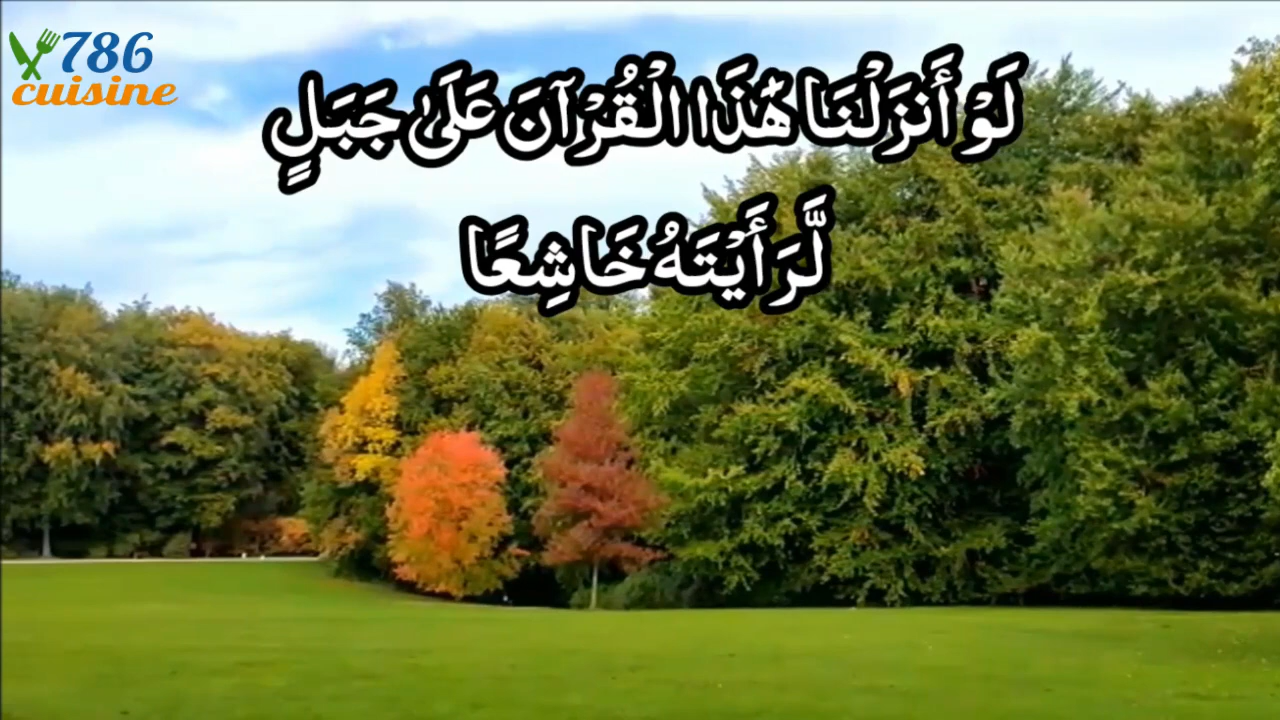 786
cuisine
لَوْ أَنزَلْنَا هَٰذَا الْقُرْآنَ عَلَىٰ جَبَلٍ
لَّرَأَيْتَهُ خَاشِعًا